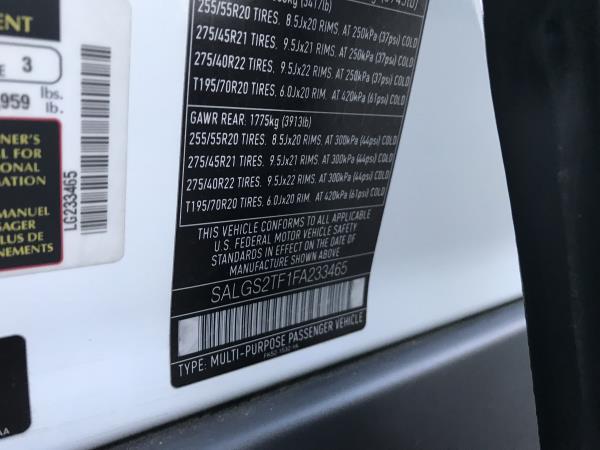 ENT
E 3
959 lbs.
lb.
NER'S
L FOR
IONAL
MATION
MANUEL
SAGER
PLUS DE
NEMENTS
LG233465
AA
255/55R20 TIRES. 8.5Jx20 RIMS. AT 250kPa (37psi) COLD
275/45R21 TIRES. 9.5Jx21 RIMS. AT 250kPa (37psi) COLD
275/40R22 TIRES. 9.5Jx22 RIMS. AT 250kPa (37psi) COLD
T195/70R20 TIRES. 6.0Jx20 RIM. AT 420kPa (61psi) COLD
GAWR REAR. 1775kg (3913lb)
255/55R20 TIRES. 8.5Jx20 RIMS. AT 300kPa (44psi) COLD
275/45R21 TIRES. 9.5Jx21 RIMS. AT 300kPa (44psi) COLD
275/40R22 TIRES. 9.5Jx22 RIMS. AT 300kPa (44psi) COLD
T195/70R20 TIRES. 6.0Jx20 RIM. AT 420kPa (61psi) COLD
THIS VEHICLE CONFORMS TO ALL APPLICABLE
U.S. FEDERAL MOTOR VEHICLE SAFETY
STANDARDS IN EFFECT ON THE DATE OF
MANUFACTURE SHOWN ABOVE
SALGS2TF1FA233465
TYPE: MULTI-PURPOSE PASSENGER VEHICLE